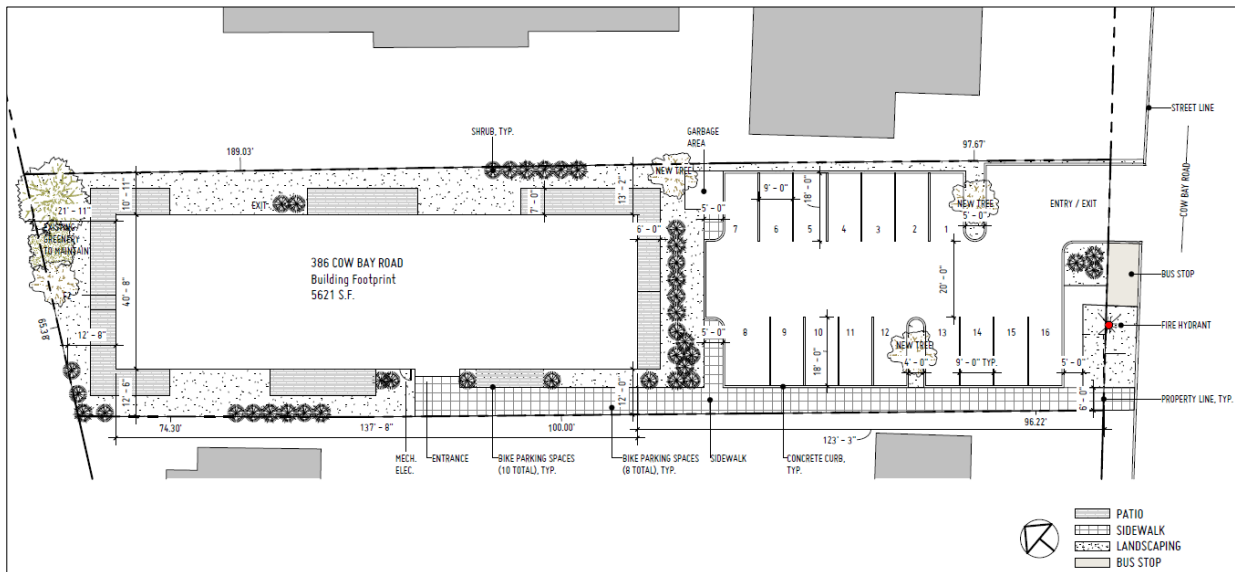 STREET LINE
COW BAY ROAD
SHRUB, TYP.
GARBAGE
AREA
189.03'
97.67'
NEW TREE
13' - 2"
10' - 11"
7' - 0"
9' - 0"
18' - 0"
NEW TREE
5' - 0"
ENTRY / EXIT
EXIT
21' - 11"
GREENERY
TO MAINTAIN
6' - 0"
5' - 0"
7
6
5
4
3
2
1
386 COW BAY ROAD
Building Footprint
5621 S.F.
40' - 8"
20' - 0"
BUS STOP
FIRE HYDRANT
65.38'
12' - 8"
5' - 0"
8
9
10
11
12
13
14
15
16
NEW TREE
18' - 0"
4' - 0"
9' - 0" TYP.
5' - 0"
12' - 6"
12' - 0"
6' - 0"
PROPERTY LINE, TYP.
74.30'
137' - 8"
100.00'
96.22'
123' - 3"
MECH.
ELEC.
ENTRANCE
BIKE PARKING SPACES
(10 TOTAL), TYP.
BIKE PARKING SPACES
(8 TOTAL), TYP.
SIDEWALK
CONCRETE CURB,
TYP.
PATIO
SIDEWALK
LANDSCAPING
BUS STOP